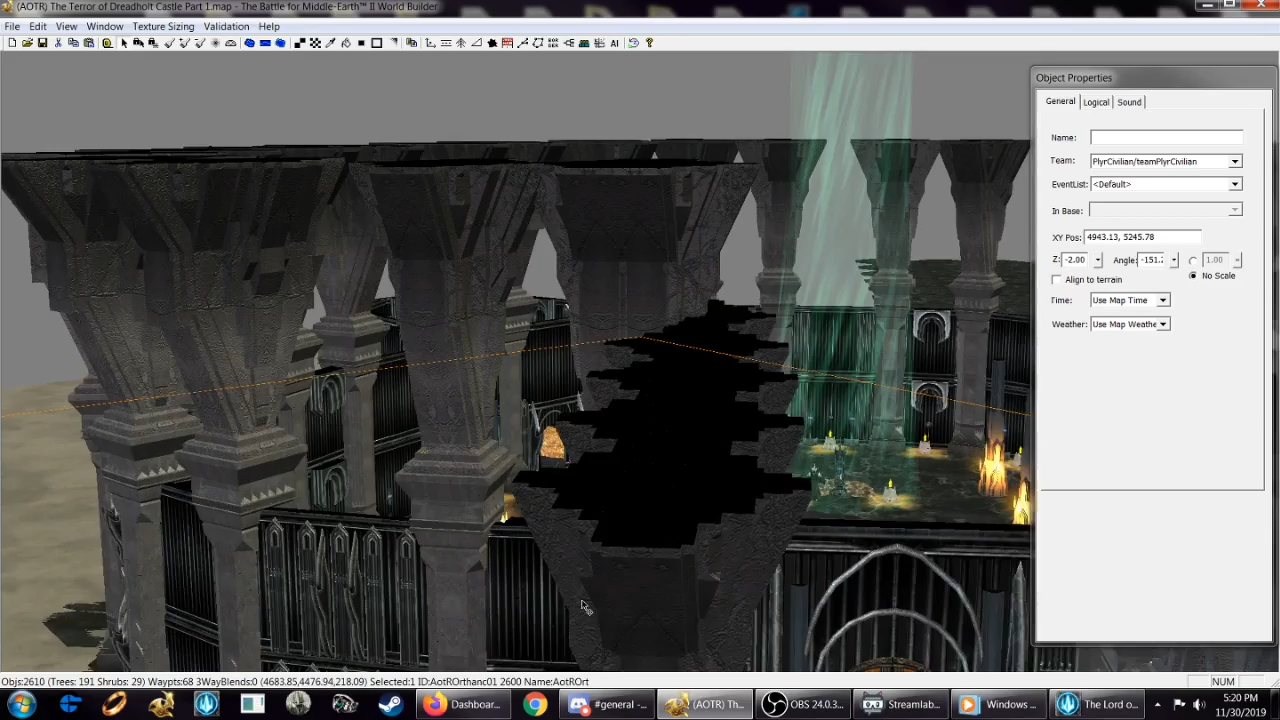 (AOTR) The Terror of Dreadholt Castle Part 1.map - The Battle for Middle-Earth™ II World Builder
File Edit View Window Texture Sizing Validation Help
AI
Object Properties
General Logical Sound
Name:
Team: PlyrCivilian/teamPlyrCivilian
EventList: <Default>
In Base:
XY Pos: 4943.13, 5245.78
Z: -2.00 Angle: -151.2 1.00
No Scale
Align to terrain
Time: Use Map Time
Weather: Use Map Weathe
Objs:2610 (Trees: 191 Shrubs: 29) Waypts:68 3WayBlends:0 (4683.85,4476.94,218.09) Selected:1 ID:AotROrthanc01 2600 Name:AotROrt
NUM
Dashboar... #general -... (AOTR) Th... OBS 24.0.3... Streamlab... Windows ... The Lord o...
5:20 PM
11/30/2019